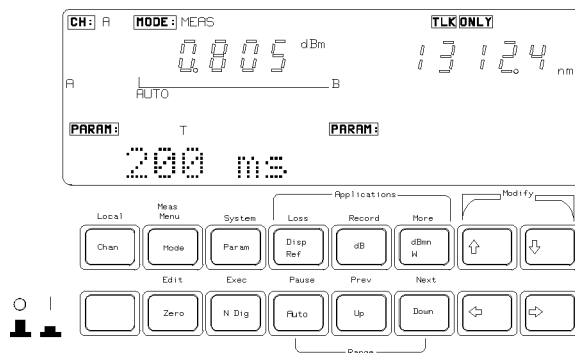 CH: A MODE: MEAS TLK ONLY
0.805 dBm 1312.4 nm
A B
AUTO
PARAM: T PARAM:
200 ms
Applications Modify
Local Meas Menu System Loss Record More
Chan Mode Param Disp Ref dB dBm W
Edit Exec Pause Prev Next
Zero N Dig Auto Up Down
Range